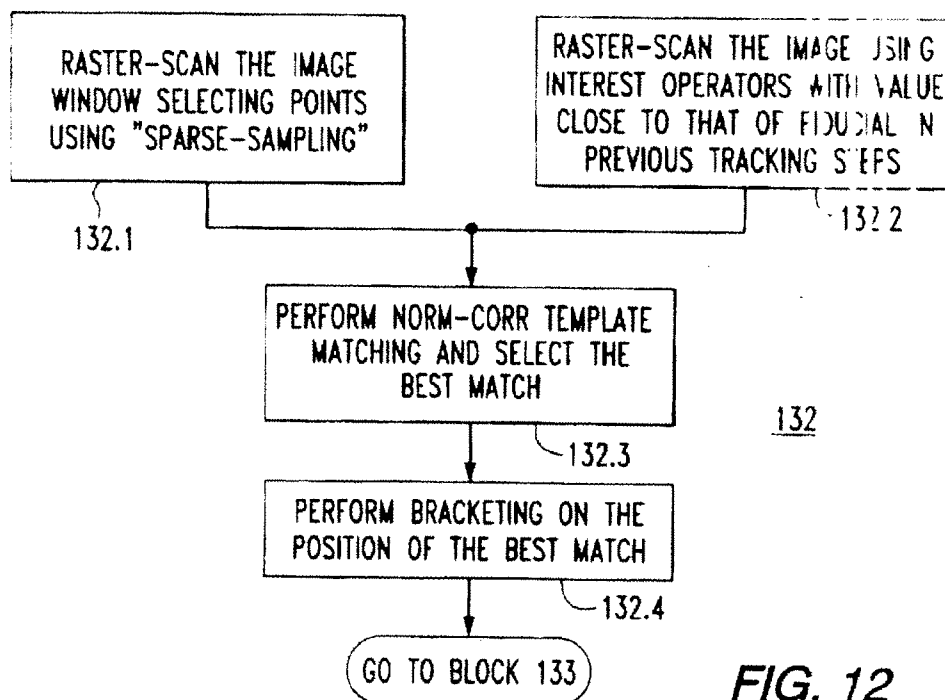 RASTER-SCAN THE IMAGE
WINDOW SELECTING POINTS
USING "SPARSE-SAMPLING"
132.1
RASTER-SCAN THE IMAGE USING
INTEREST OPERATORS WITH VALUE
CLOSE TO THAT OF FIDUCIAL IN
PREVIOUS TRACKING STEPS
132.2
PERFORM NORM-CORR TEMPLATE
MATCHING AND SELECT THE
BEST MATCH
132.3
132
PERFORM BRACKETING ON THE
POSITION OF THE BEST MATCH
132.4
GO TO BLOCK 133
FIG. 12